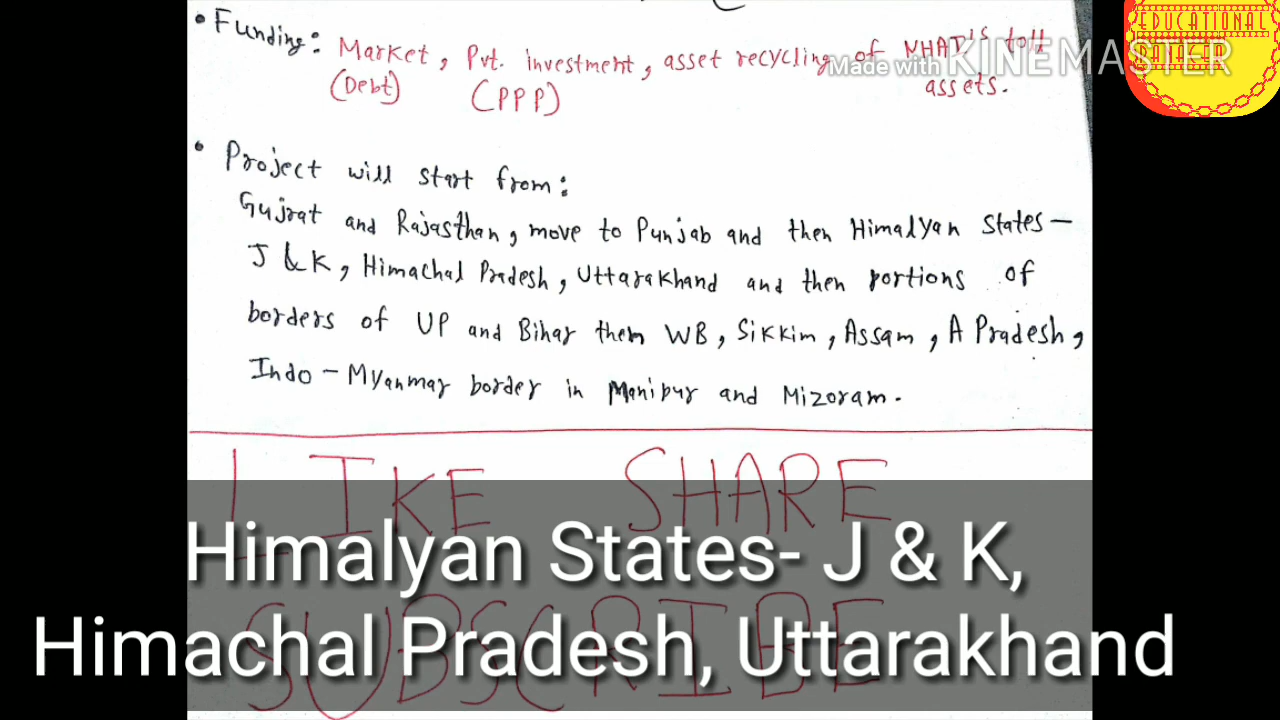 • Funding: Market, Pvt. investment, asset recycling of NHAI's toll
(Debt) (PPP) assets.
Made with KINEMASTER
EDUCATIONAL
• Project will start from:
Gujrat and Rajasthan, move to Punjab and then Himalyan States-
J & K, Himachal Pradesh, Uttarakhand and then portions of
borders of UP and Bihar then WB, Sikkim, Assam, A Pradesh,
Indo-Myanmar border in Manipur and Mizoram.
LIKE SHARE
SUBSCRIBE
Himalyan States- J & K,
Himachal Pradesh, Uttarakhand